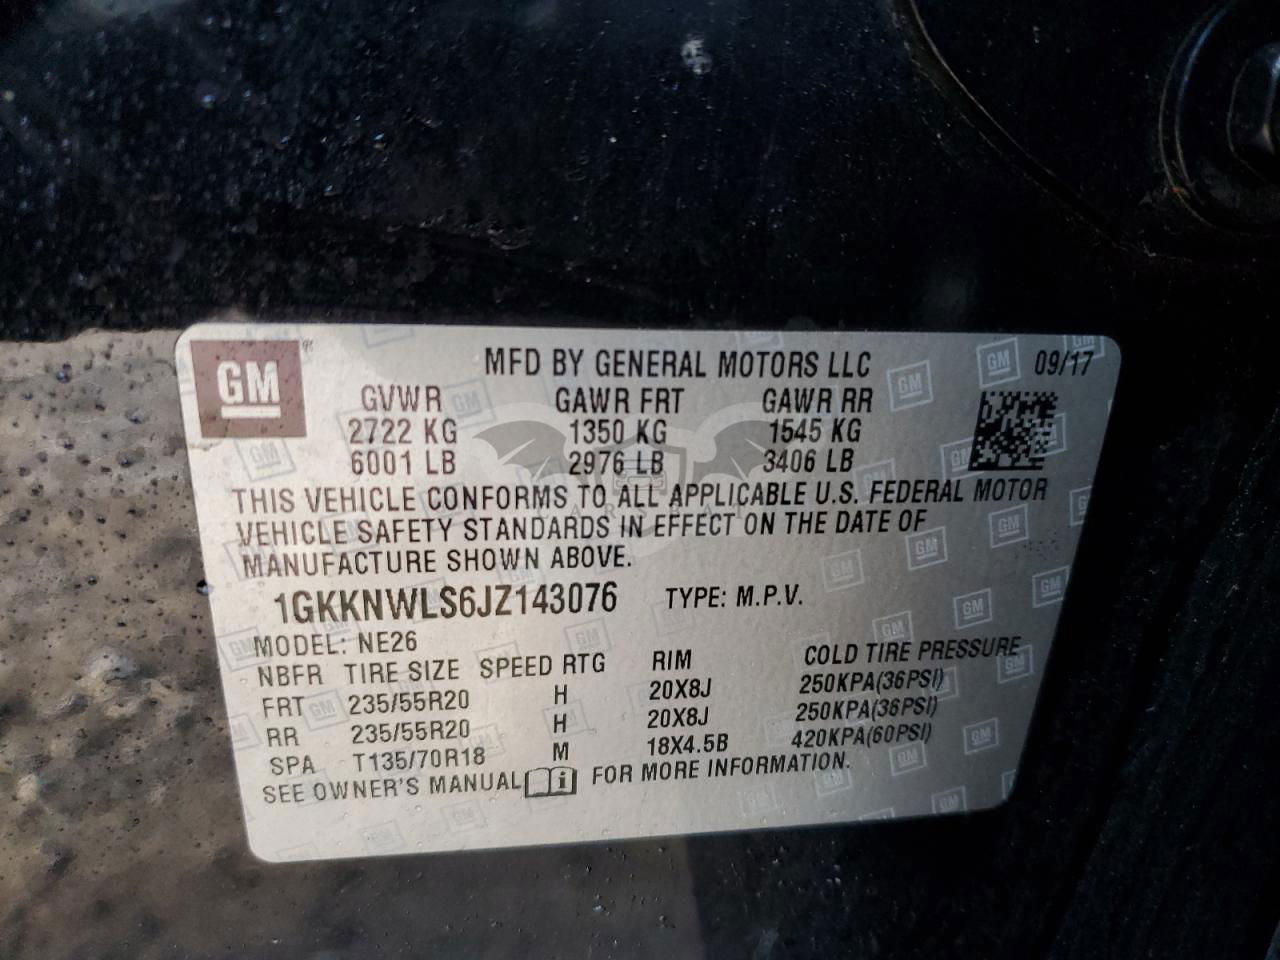 GM
MFD BY GENERAL MOTORS LLC 09/17
GVWR GAWR FRT GAWR RR
2722 KG 1350 KG 1545 KG
6001 LB 2976 LB 3406 LB
THIS VEHICLE CONFORMS TO ALL APPLICABLE U.S. FEDERAL MOTOR
VEHICLE SAFETY STANDARDS IN EFFECT ON THE DATE OF
MANUFACTURE SHOWN ABOVE.
1GKKNWLS6JZ143076 TYPE: M.P.V.
MODEL: NE26
NBFR TIRE SIZE SPEED RTG RIM COLD TIRE PRESSURE
FRT 235/55R20 H 20X8J 250KPA(36PSI)
RR 235/55R20 H 20X8J 250KPA(36PSI)
SPA T135/70R18 M 18X4.5B 420KPA(60PSI)
SEE OWNER'S MANUAL FOR MORE INFORMATION.